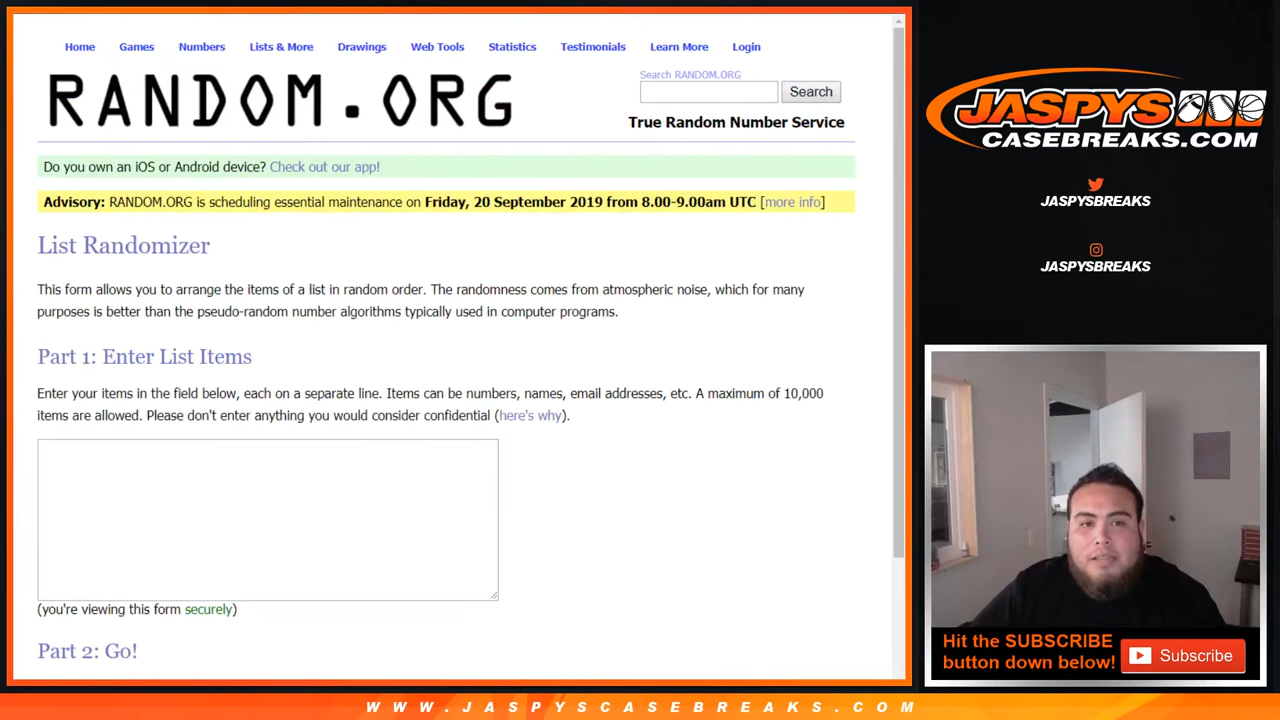 Home Games Numbers Lists & More Drawings Web Tools Statistics Testimonials Learn More Login
RANDOM.ORG
Search RANDOM.ORG
Search
True Random Number Service
Do you own an iOS or Android device? Check out our app!
Advisory: RANDOM.ORG is scheduling essential maintenance on Friday, 20 September 2019 from 8.00-9.00am UTC [more info]
List Randomizer
This form allows you to arrange the items of a list in random order. The randomness comes from atmospheric noise, which for many
purposes is better than the pseudo-random number algorithms typically used in computer programs.
Part 1: Enter List Items
Enter your items in the field below, each on a separate line. Items can be numbers, names, email addresses, etc. A maximum of 10,000
items are allowed. Please don't enter anything you would consider confidential (here's why).
(you're viewing this form securely)
Part 2: Go!
JASPYS
CASEBREAKS.COM
JASPYSBREAKS
JASPYSBREAKS
Hit the SUBSCRIBE
button down below!
Subscribe
WWW.JASPYSCASEBREAKS.COM